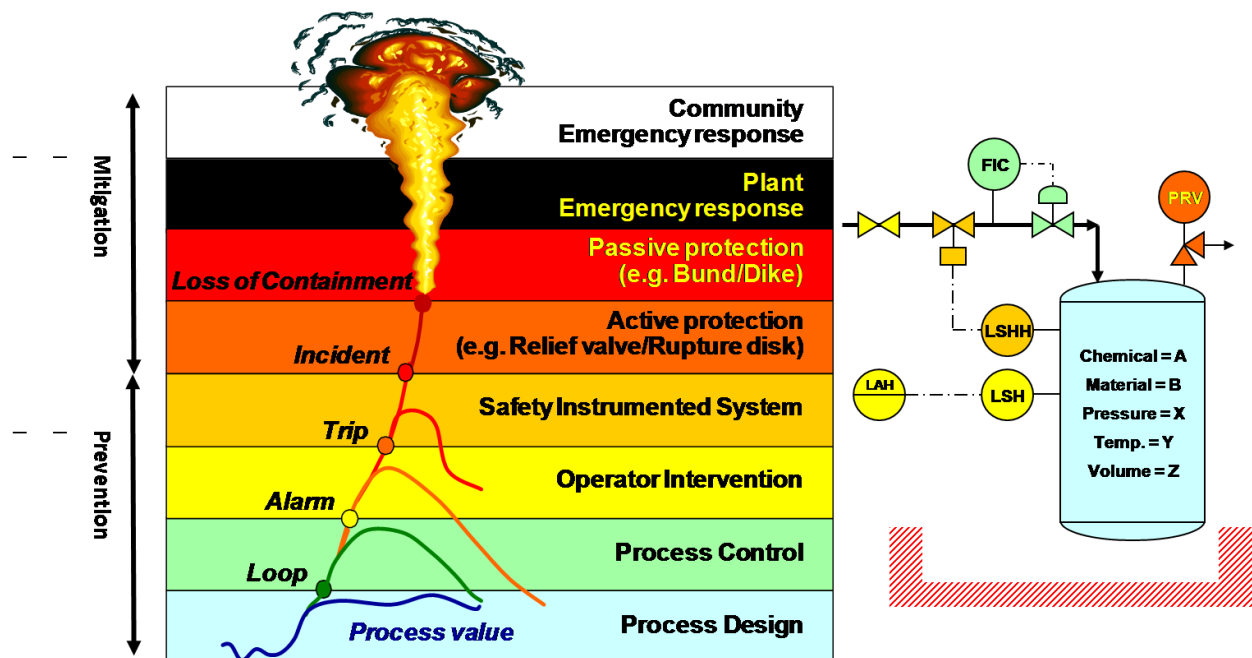 Mitigation
Prevention
Community
Emergency response
Plant
Emergency response
Passive protection
(e.g. Bund/Dike)
Loss of Containment
Active protection
(e.g. Relief valve/Rupture disk)
Incident
Safety Instrumented System
Trip
Operator Intervention
Alarm
Process Control
Loop
Process Design
Process value
FIC
PRV
LSHH
LAH
LSH
Chemical = A
Material = B
Pressure = X
Temp. = Y
Volume = Z